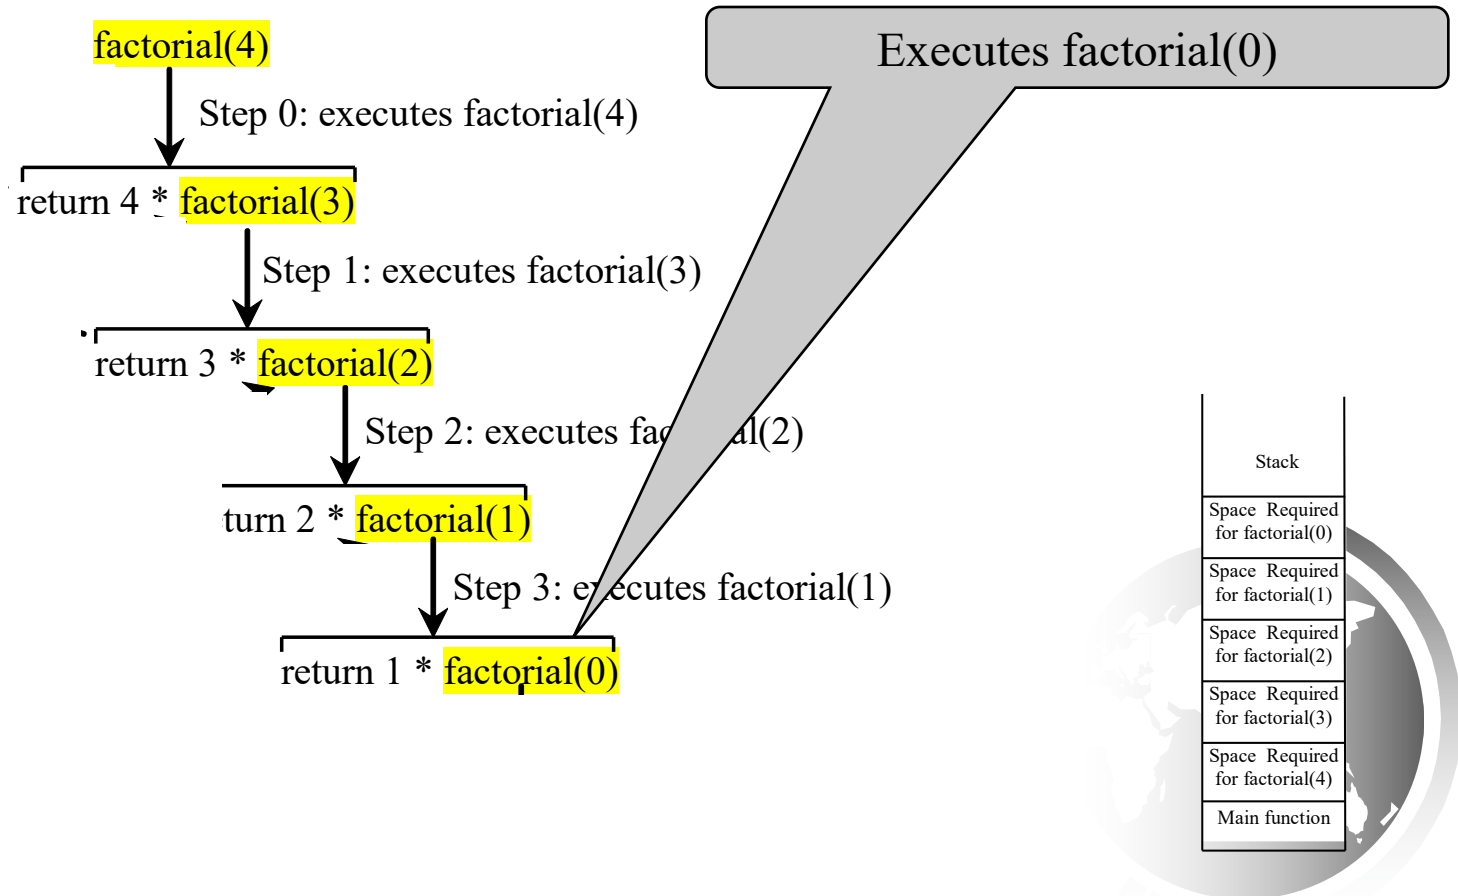 factorial(4)
Executes factorial(0)
Step 0: executes factorial(4)
return 4 * factorial(3)
Step 1: executes factorial(3)
return 3 * factorial(2)
Step 2: executes fac al(2)
turn 2 * factorial(1)
Step 3: executes factorial(1)
return 1 * factorial(0)
Stack
Space Required
for factorial(0)
Space Required
for factorial(1)
Space Required
for factorial(2)
Space Required
for factorial(3)
Space Required
for factorial(4)
Main function